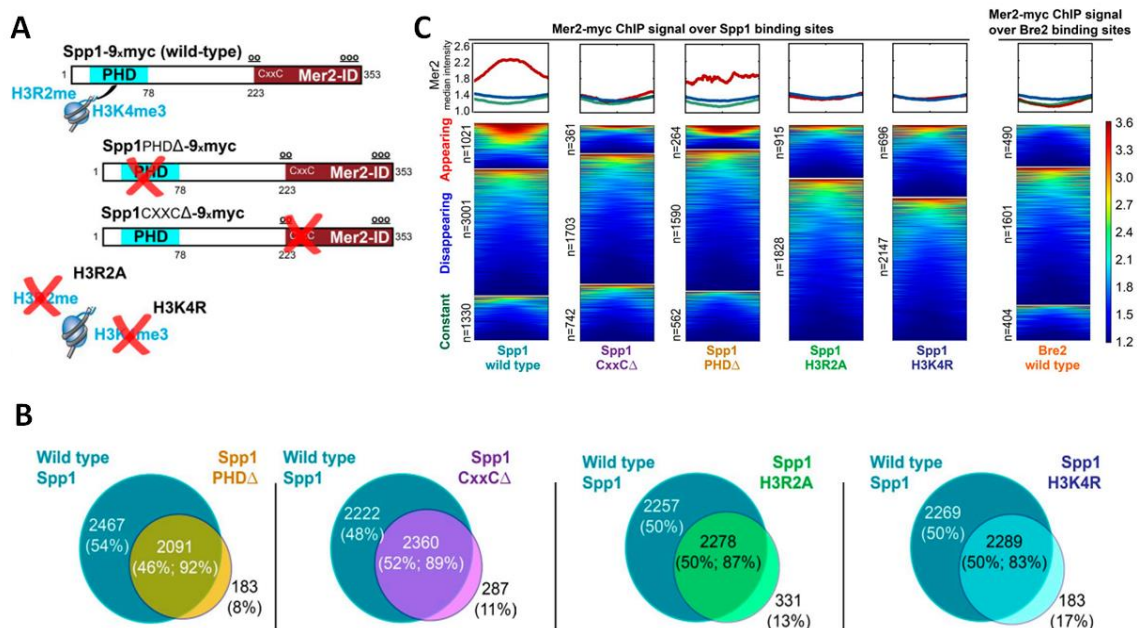 A
Spp1-9xmyc (wild-type)
1 PHD CxxC Mer2-ID 353
78 223
H3R2me
H3K4me3
Spp1PHDΔ-9xmyc
1 PHD CxxC Mer2-ID 353
78 223
Spp1CXXCΔ-9xmyc
1 PHD Mer2-ID 353
78 223
H3R2A
H3R2me
H3K4R
H3K4me3
C
Mer2-myc ChIP signal over Spp1 binding sites
Mer2-myc ChIP signal
over Bre2 binding sites
Mer2
median intensity
2.6
2.2
1.8
1.4
1.0
Appearing
Disappearing
Constant
n=1021
n=3001
n=1330
n=361
n=1703
n=742
n=264
n=1590
n=562
n=915
n=1828
n=696
n=2147
n=490
n=1601
n=404
3.6
3.3
3.0
2.7
2.4
2.1
1.8
1.5
1.2
Spp1
wild type
Spp1
CxxCΔ
Spp1
PHDΔ
Spp1
H3R2A
Spp1
H3K4R
Bre2
wild type
B
Wild type
Spp1
Spp1
PHDΔ
2467
(54%)
2091
(46%; 92%)
183
(8%)
Wild type
Spp1
Spp1
CxxCΔ
2222
(48%)
2360
(52%; 89%)
287
(11%)
Wild type
Spp1
Spp1
H3R2A
2257
(50%)
2278
(50%; 87%)
331
(13%)
Wild type
Spp1
Spp1
H3K4R
2269
(50%)
2289
(50%; 83%)
183
(17%)